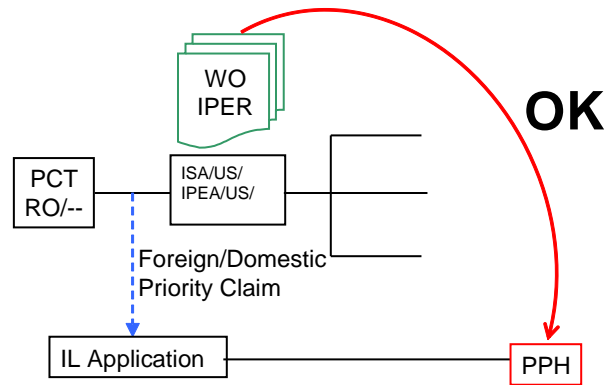 WO
IPER
OK
PCT
RO/--
ISA/US/
IPEA/US/
Foreign/Domestic
Priority Claim
IL Application
PPH